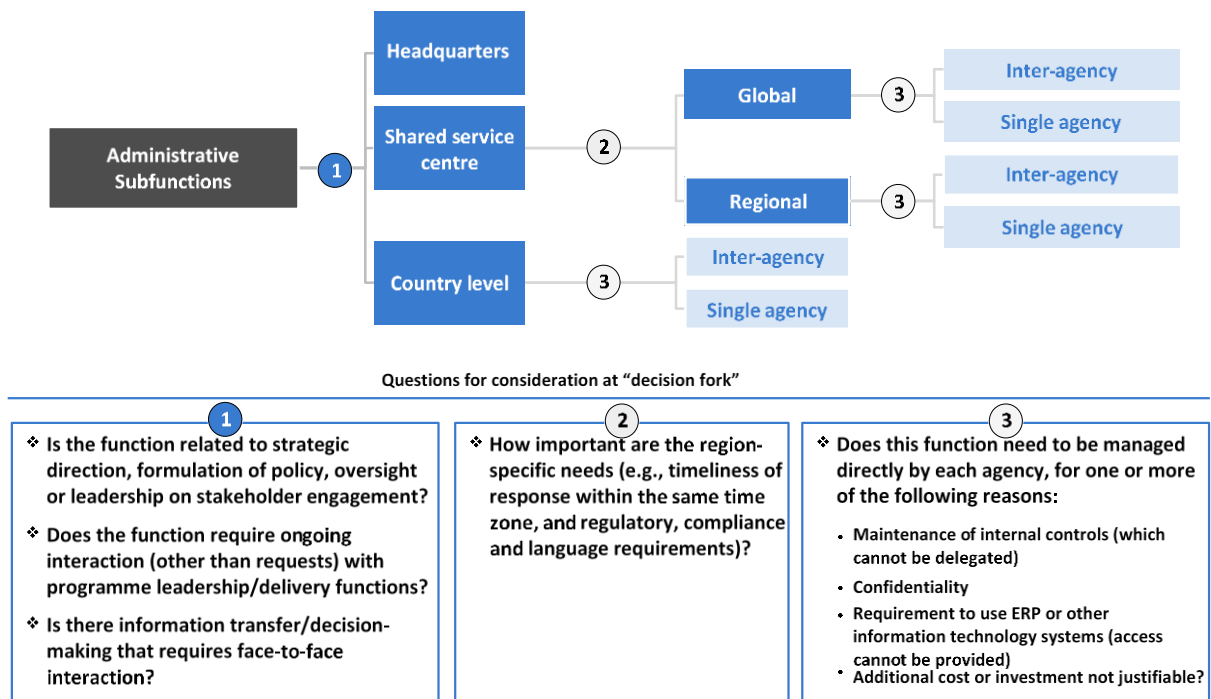 Headquarters
Administrative
Subfunctions
1
Shared service
centre
2
Global
3
Inter-agency
Single agency
Regional
3
Inter-agency
Single agency
Country level
3
Inter-agency
Single agency
Questions for consideration at “decision fork”
1
❖ Is the function related to strategic
direction, formulation of policy, oversight
or leadership on stakeholder engagement?
❖ Does the function require ongoing
interaction (other than requests) with
programme leadership/delivery functions?
❖ Is there information transfer/decision-
making that requires face-to-face
interaction?
2
❖ How important are the region-
specific needs (e.g., timeliness of
response within the same time
zone, and regulatory, compliance
and language requirements)?
3
❖ Does this function need to be managed
directly by each agency, for one or more
of the following reasons:
• Maintenance of internal controls (which
cannot be delegated)
• Confidentiality
• Requirement to use ERP or other
information technology systems (access
cannot be provided)
• Additional cost or investment not justifiable?